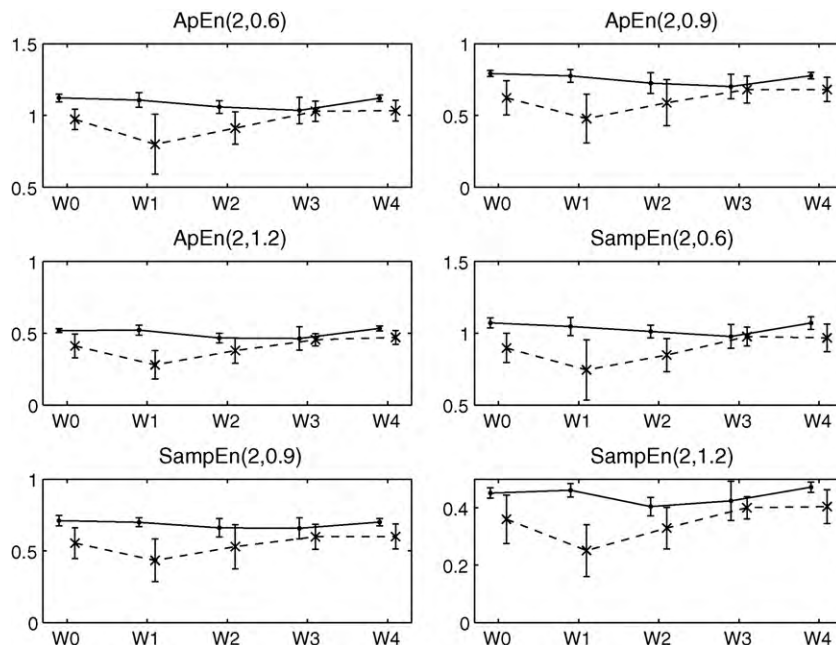 ApEn(2,0.6)
1.5
1
0.5
W0 W1 W2 W3 W4
ApEn(2,0.9)
1
0.5
0
W0 W1 W2 W3 W4
ApEn(2,1.2)
1
0.5
0
W0 W1 W2 W3 W4
SampEn(2,0.6)
1.5
1
0.5
W0 W1 W2 W3 W4
SampEn(2,0.9)
1
0.5
0
W0 W1 W2 W3 W4
SampEn(2,1.2)
0.4
0.2
0
W0 W1 W2 W3 W4